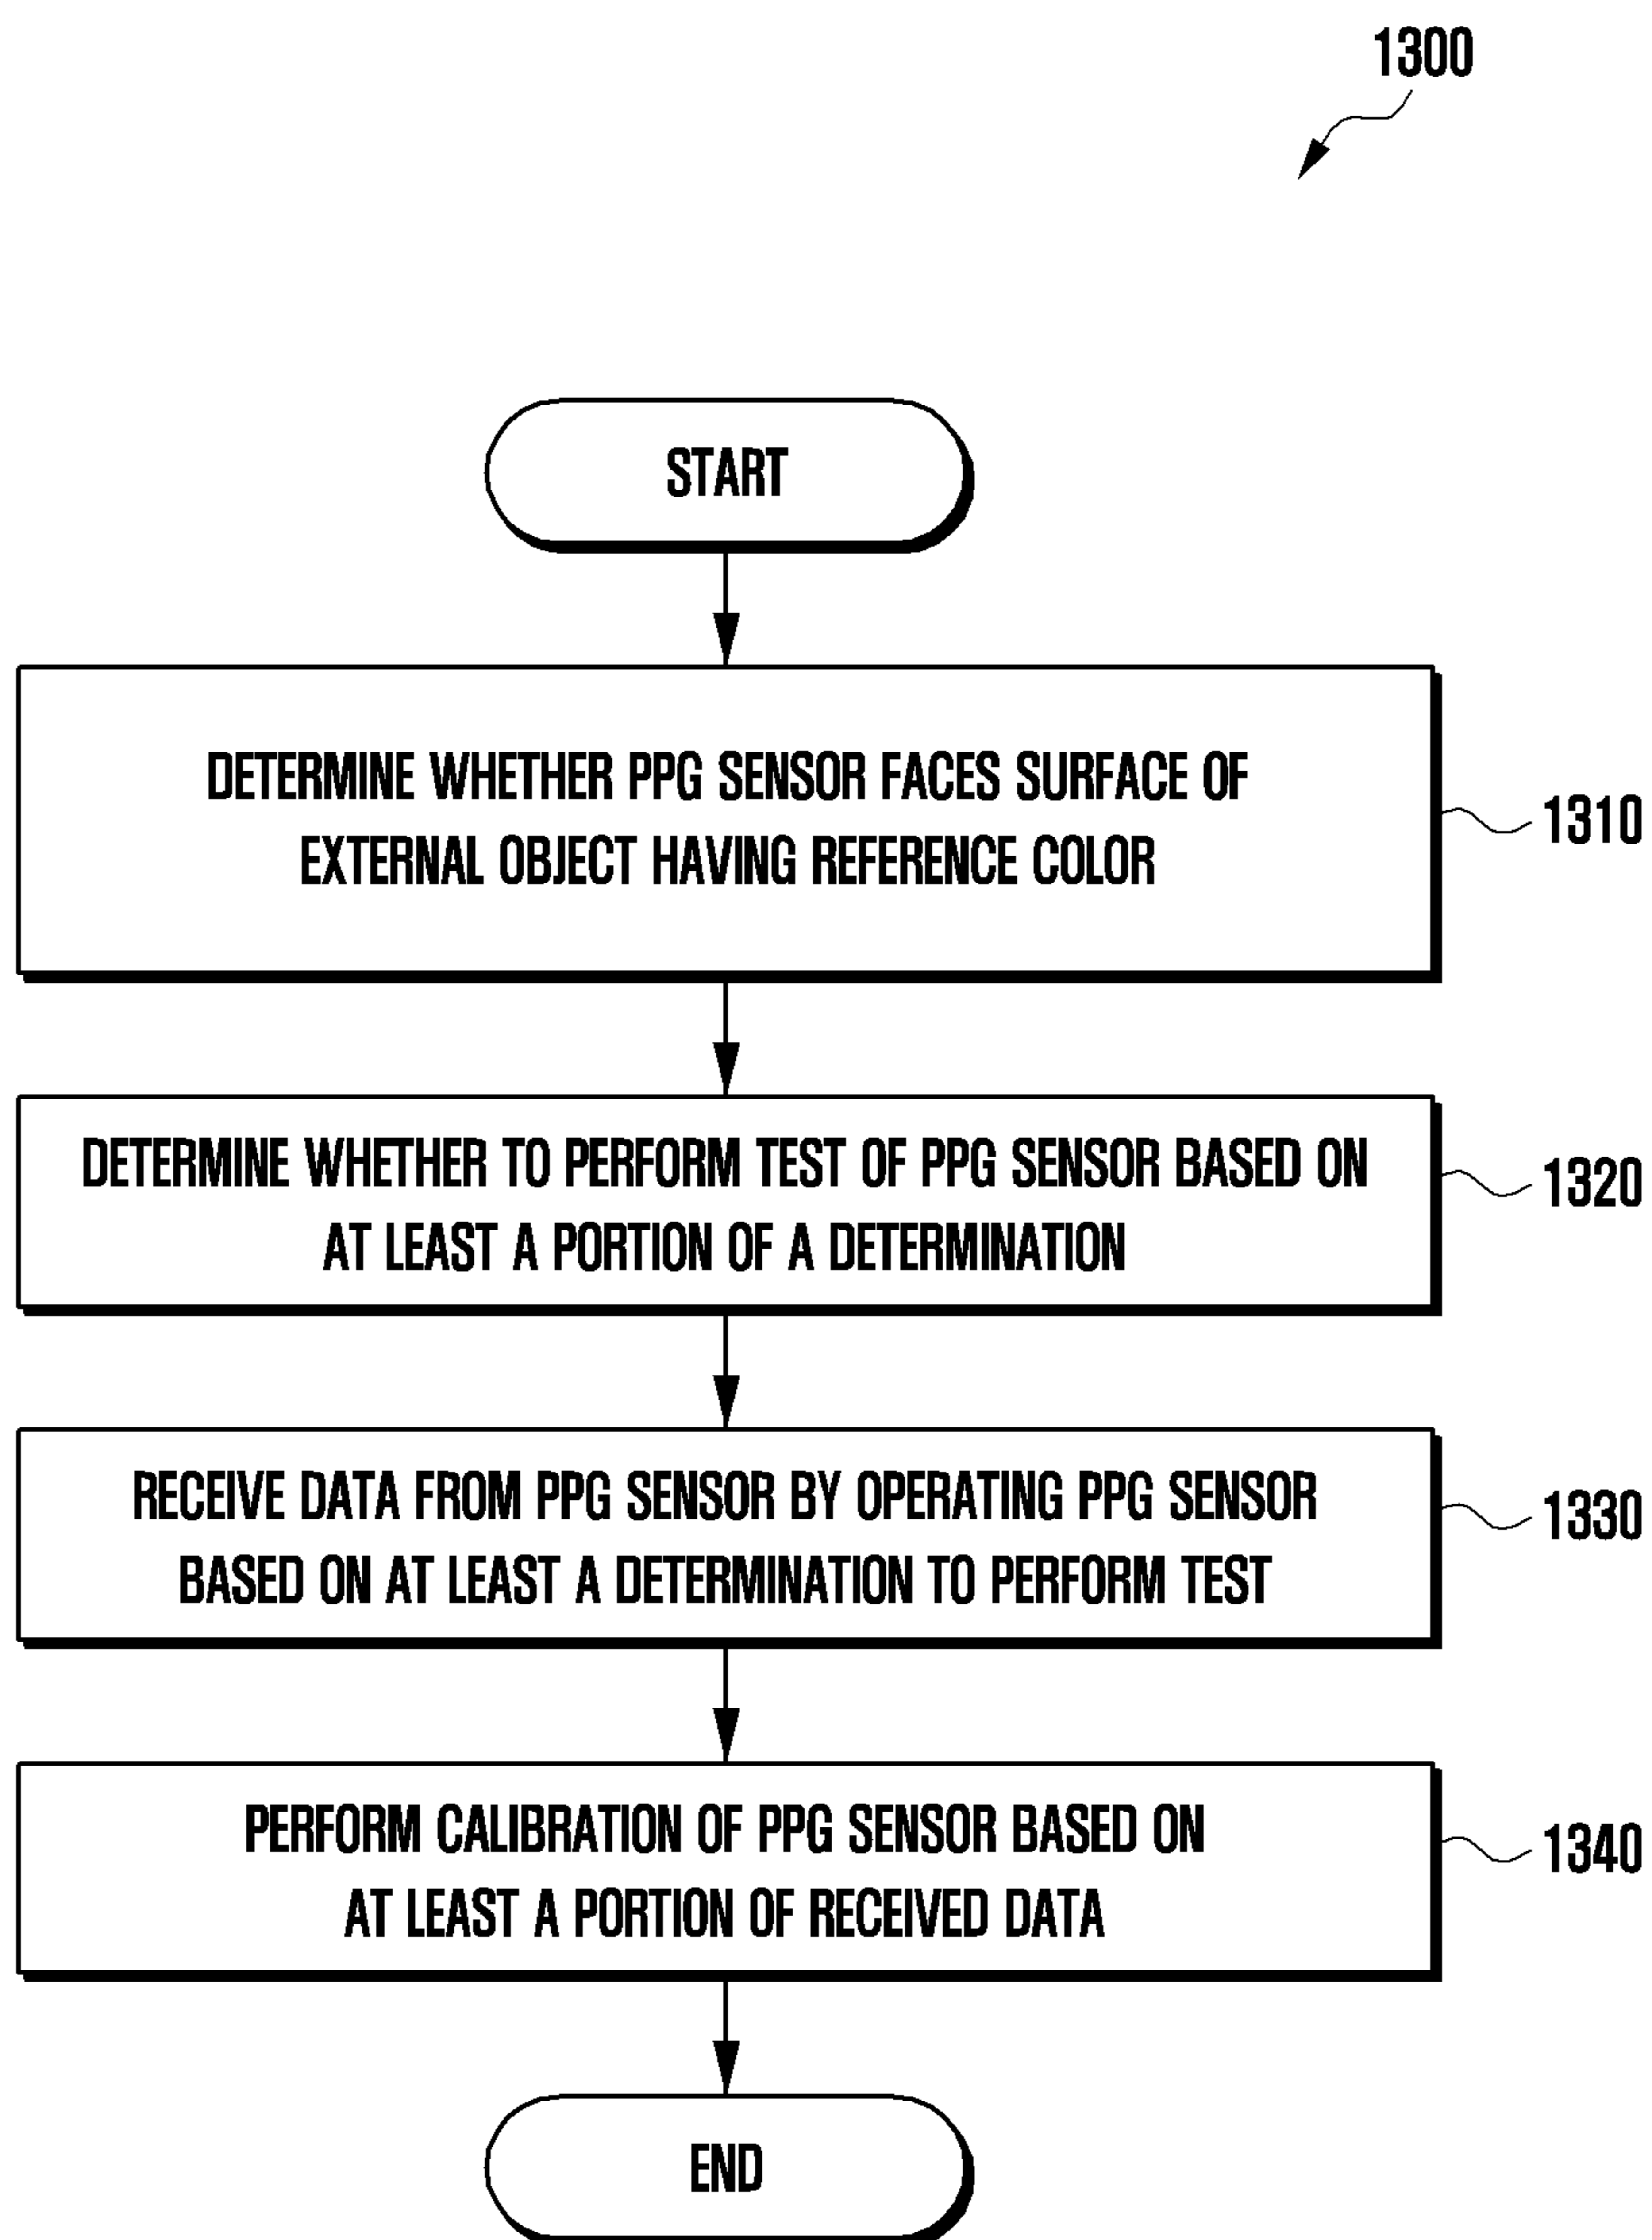 1300
START
DETERMINE WHETHER PPG SENSOR FACES SURFACE OF
EXTERNAL OBJECT HAVING REFERENCE COLOR
1310
DETERMINE WHETHER TO PERFORM TEST OF PPG SENSOR BASED ON
AT LEAST A PORTION OF A DETERMINATION
1320
RECEIVE DATA FROM PPG SENSOR BY OPERATING PPG SENSOR
BASED ON AT LEAST A DETERMINATION TO PERFORM TEST
1330
PERFORM CALIBRATION OF PPG SENSOR BASED ON
AT LEAST A PORTION OF RECEIVED DATA
1340
END